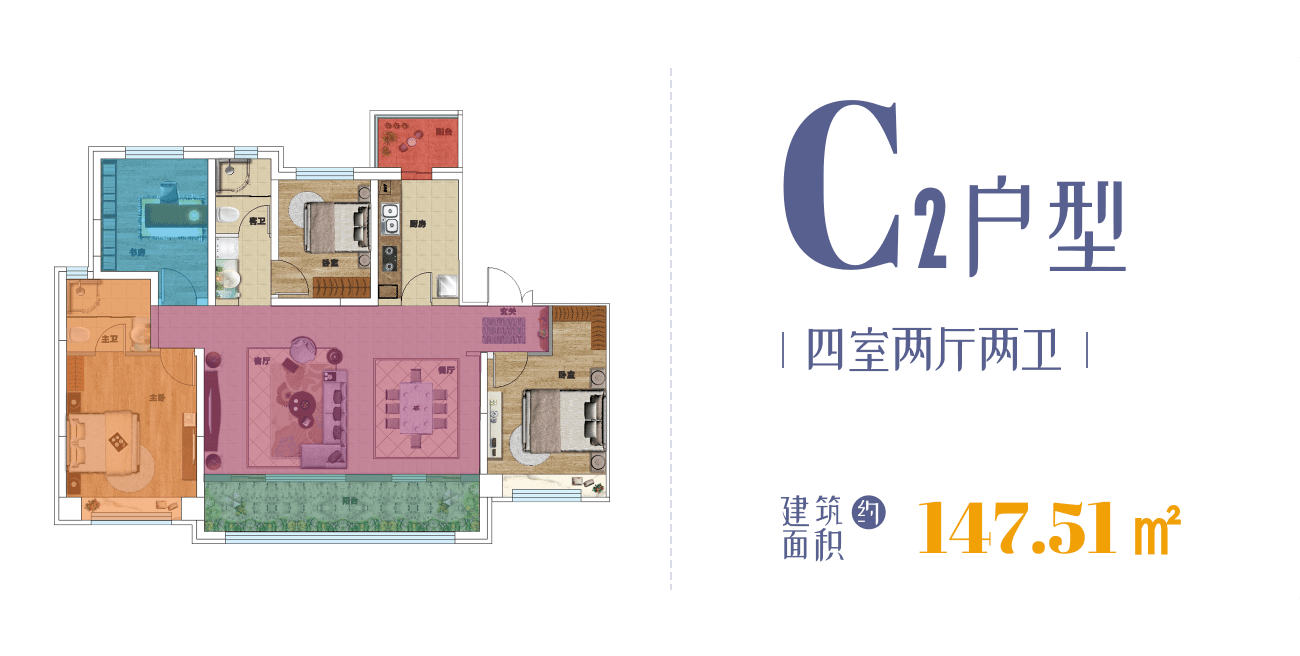 阳台
客卫
厨房
书房
卧室
玄关
主卫
客厅
餐厅
卧室
主卧
阳台
C2户型
四室两厅两卫
建筑面积 约 147.51 m²